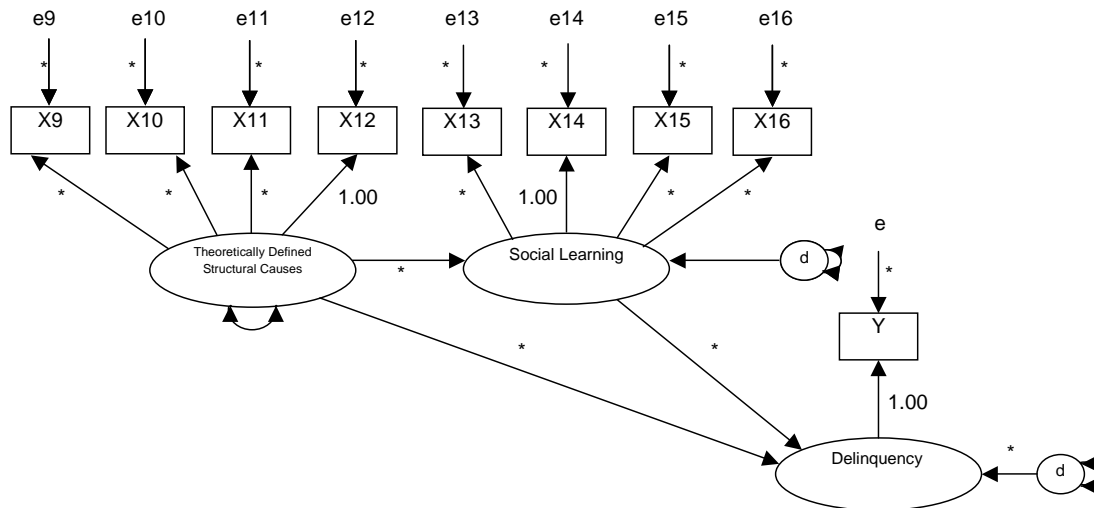 e9 e10 e11 e12 e13 e14 e15 e16
* * * * * * * *
X9 X10 X11 X12 X13 X14 X15 X16
* * * 1.00 * 1.00 * *
e
Theoretically Defined
Structural Causes
*
Social Learning
d
*
Y
* *
1.00
Delinquency
*
d